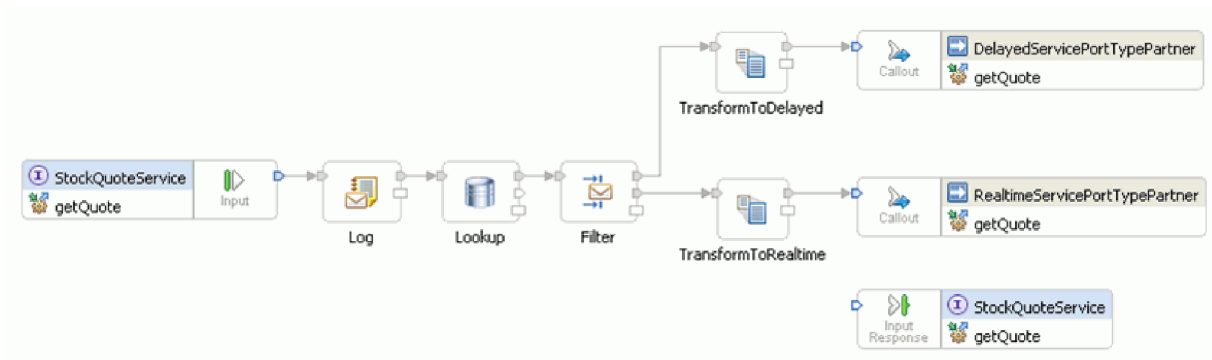 DelayedServicePortTypePartner
Callout
getQuote
TransformToDelayed
StockQuoteService
Input
getQuote
Log
Lookup
Filter
RealtimeServicePortTypePartner
Callout
getQuote
TransformToRealtime
StockQuoteService
Input
Response
getQuote